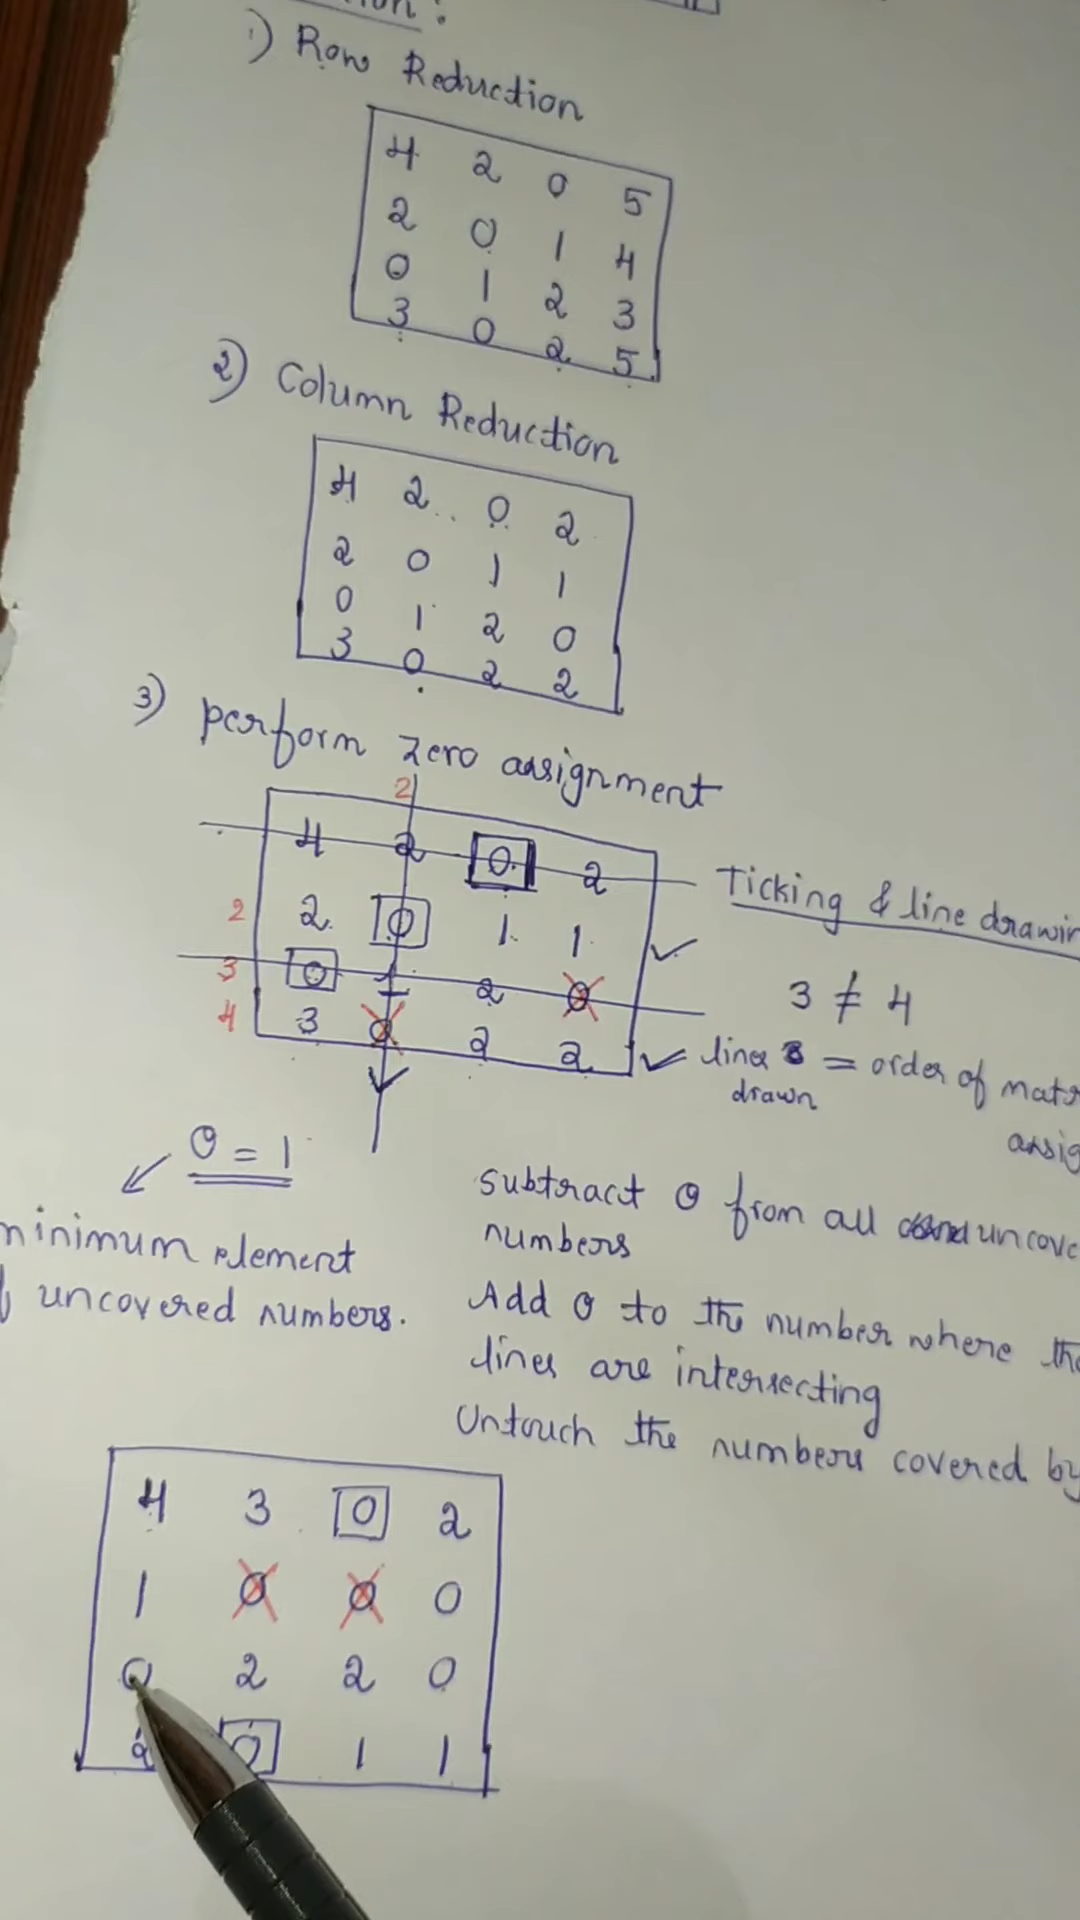 1) Row Reduction
4 2 0 5
2 0 1 4
0 1 2 3
3 0 2 5
2) Column Reduction
4 2 0 2
2 0 1 1
0 1 2 0
3 0 2 2
3) perform zero assignment
2
4 2 0 2
2 2 0 1 1
3 0 1 2 0
4 3 0 2 2
Ticking & line drawin
3 ≠ 4
lines = order of mat
drawn
assig
θ = 1
minimum element
uncovered numbers.
Subtract θ from all uncove
numbers
Add θ to the number where the
lines are intersecting
Untouch the numbers covered by
4 3 0 2
1 0 0 0
0 2 2 0
2 0 1 1